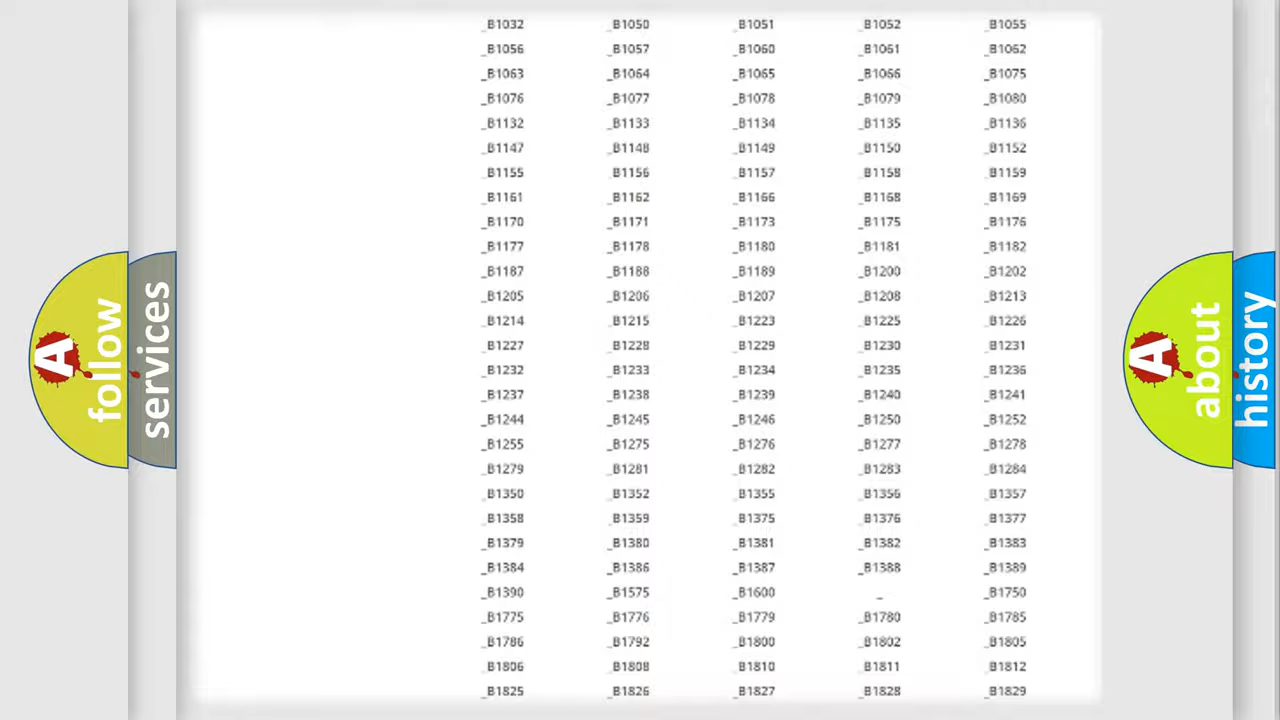 _B1032 _B1050 _B1051 _B1052 _B1055
_B1056 _B1057 _B1060 _B1061 _B1062
_B1063 _B1064 _B1065 _B1066 _B1075
_B1076 _B1077 _B1078 _B1079 _B1080
_B1132 _B1133 _B1134 _B1135 _B1136
_B1147 _B1148 _B1149 _B1150 _B1152
_B1155 _B1156 _B1157 _B1158 _B1159
_B1161 _B1162 _B1166 _B1168 _B1169
_B1170 _B1171 _B1173 _B1175 _B1176
_B1177 _B1178 _B1180 _B1181 _B1182
_B1187 _B1188 _B1189 _B1200 _B1202
_B1205 _B1206 _B1207 _B1208 _B1213
_B1214 _B1215 _B1223 _B1225 _B1226
_B1227 _B1228 _B1229 _B1230 _B1231
_B1232 _B1233 _B1234 _B1235 _B1236
_B1237 _B1238 _B1239 _B1240 _B1241
_B1244 _B1245 _B1246 _B1250 _B1252
_B1255 _B1275 _B1276 _B1277 _B1278
_B1279 _B1281 _B1282 _B1283 _B1284
_B1350 _B1352 _B1355 _B1356 _B1357
_B1358 _B1359 _B1375 _B1376 _B1377
_B1379 _B1380 _B1381 _B1382 _B1383
_B1384 _B1386 _B1387 _B1388 _B1389
_B1390 _B1575 _B1600 _ _B1750
_B1775 _B1776 _B1779 _B1780 _B1785
_B1786 _B1792 _B1800 _B1802 _B1805
_B1806 _B1808 _B1810 _B1811 _B1812
_B1825 _B1826 _B1827 _B1828 _B1829
A follow
services
A about
history